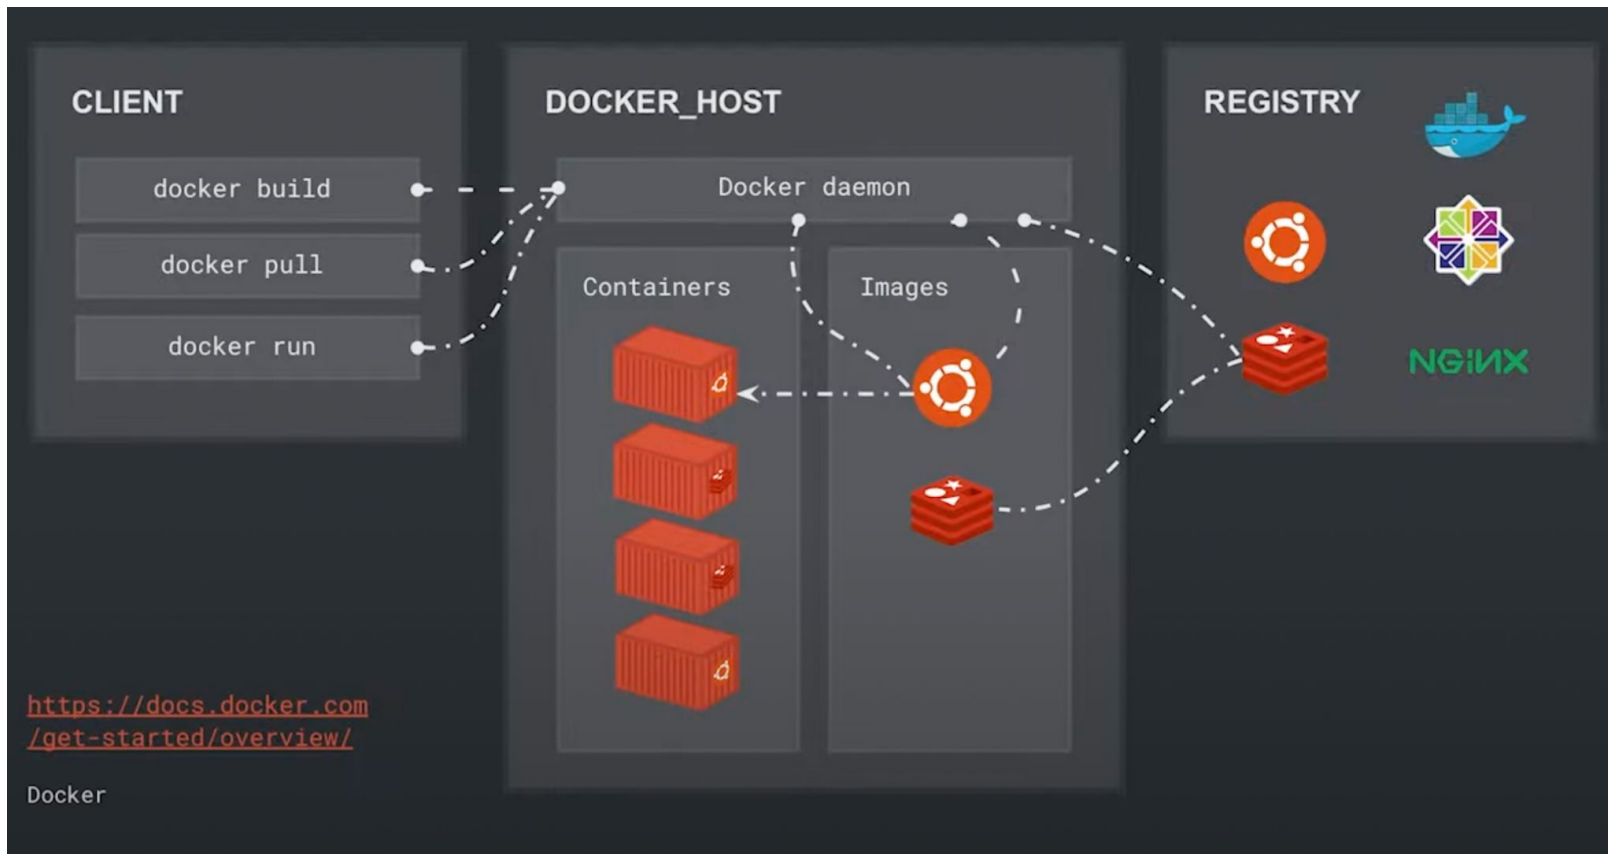 CLIENT
docker build
docker pull
docker run
DOCKER_HOST
Docker daemon
Containers
Images
REGISTRY
NGINX
https://docs.docker.com
/get-started/overview/
Docker